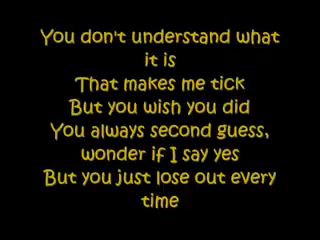 You don't understand what
it is
That makes me tick
But you wish you did
You always second guess,
wonder if I say yes
But you just lose out every
time